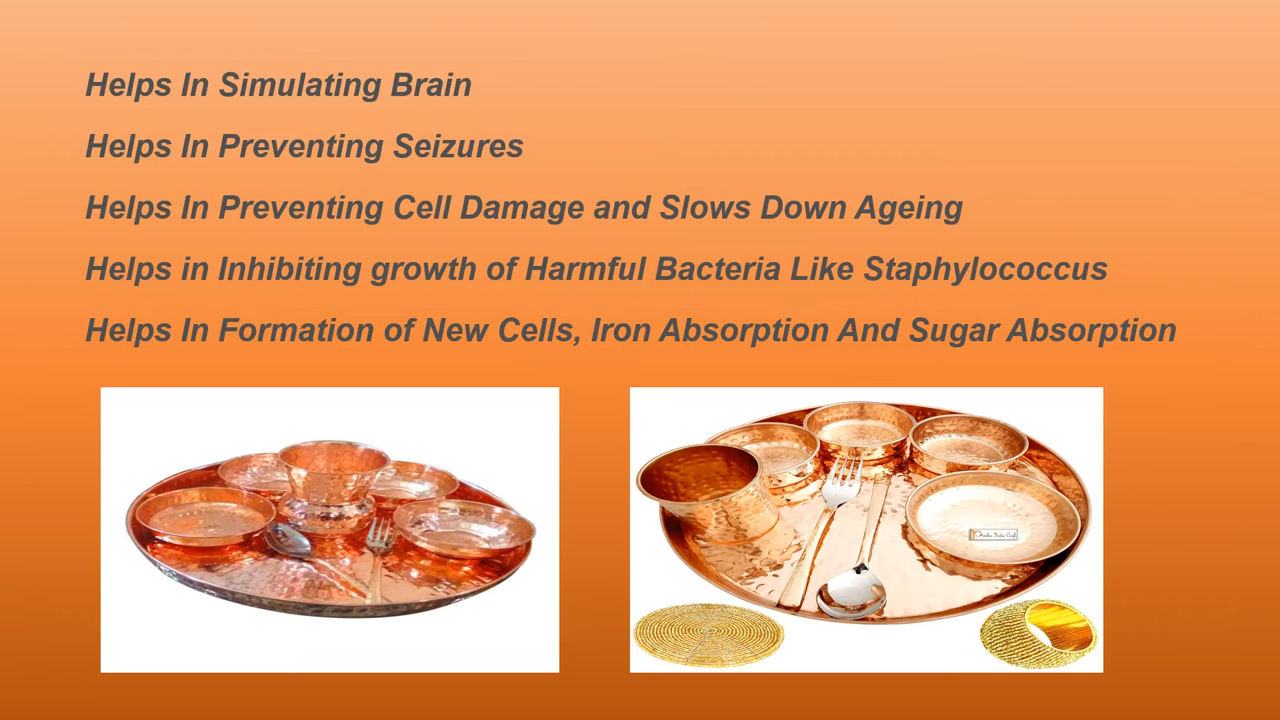 Helps In Simulating Brain
Helps In Preventing Seizures
Helps In Preventing Cell Damage and Slows Down Ageing
Helps in Inhibiting growth of Harmful Bacteria Like Staphylococcus
Helps In Formation of New Cells, Iron Absorption And Sugar Absorption